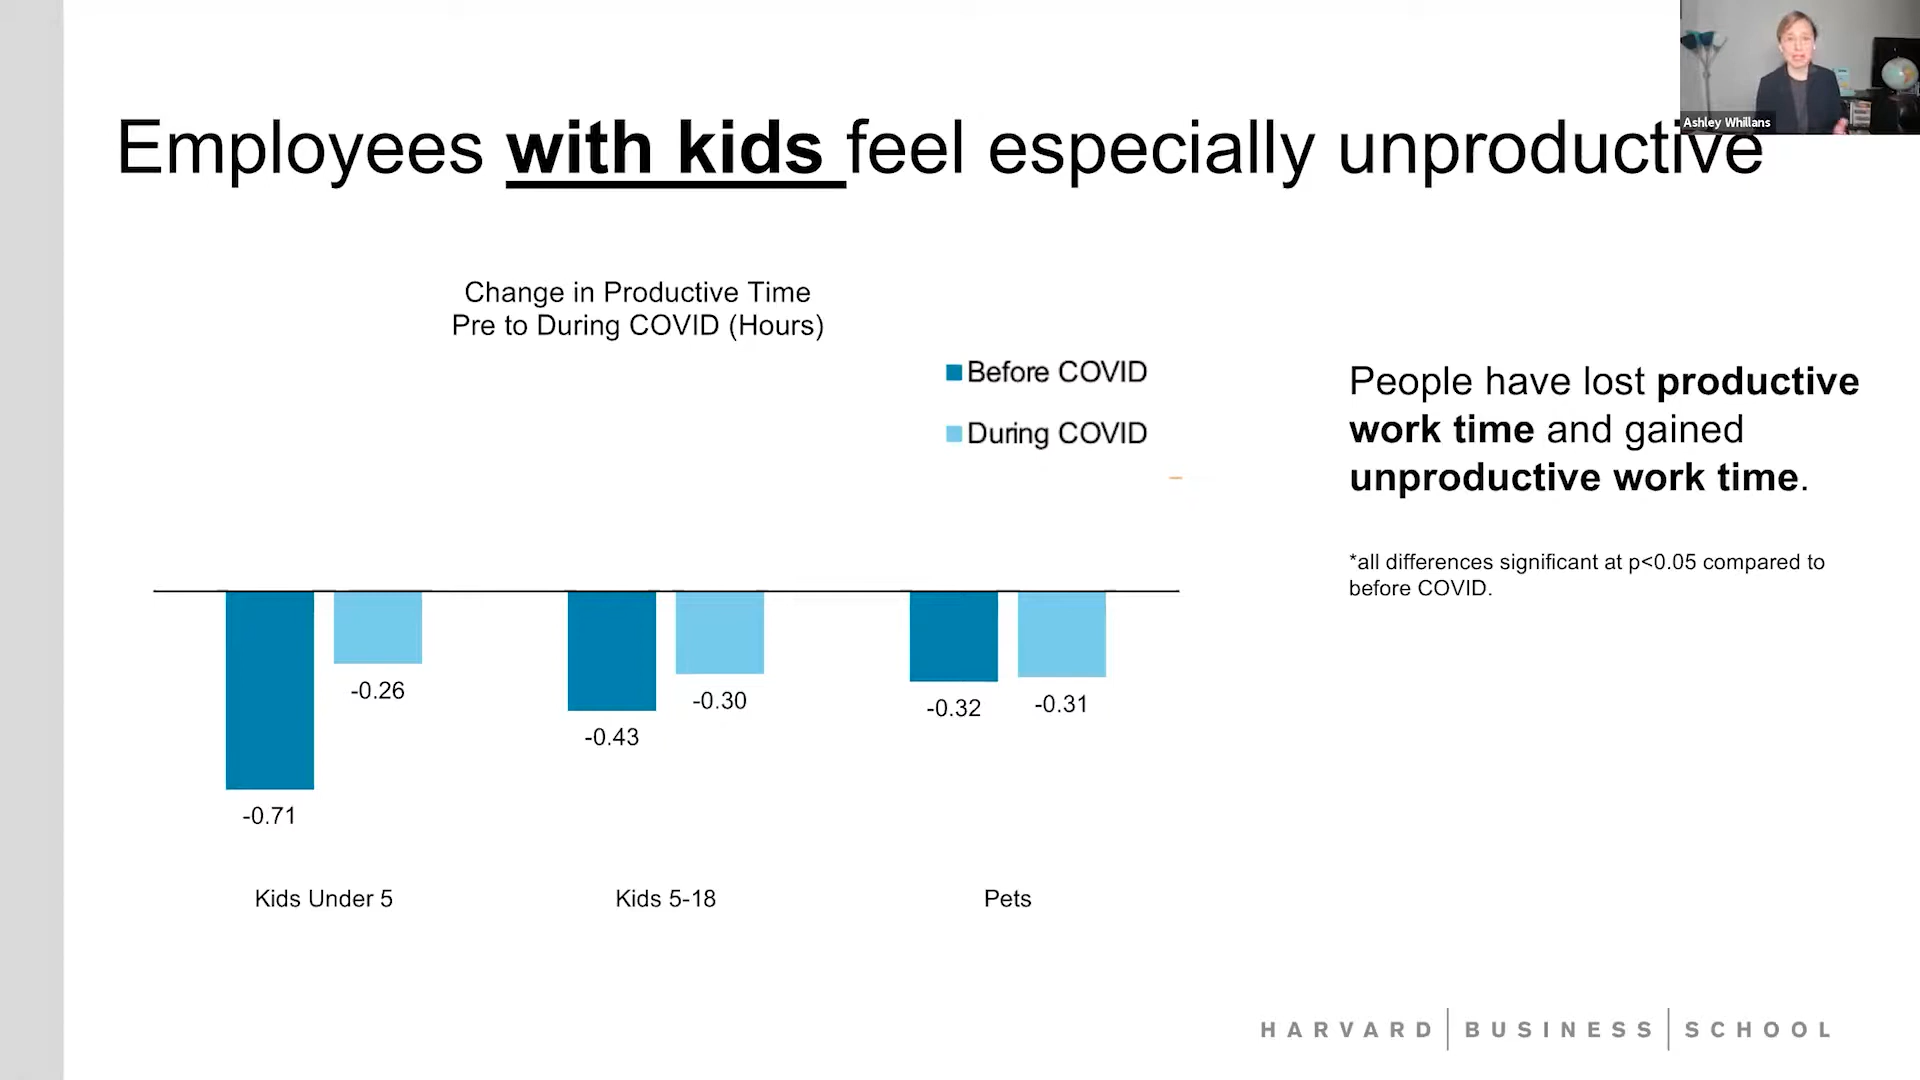 Ashley Whillans
Employees with kids feel especially unproductive
Change in Productive Time
Pre to During COVID (Hours)
Before COVID
During COVID
-0.26
-0.30
-0.32
-0.31
-0.43
-0.71
Kids Under 5
Kids 5-18
Pets
People have lost productive
work time and gained
unproductive work time.
*all differences significant at p<0.05 compared to
before COVID.
HARVARD BUSINESS SCHOOL